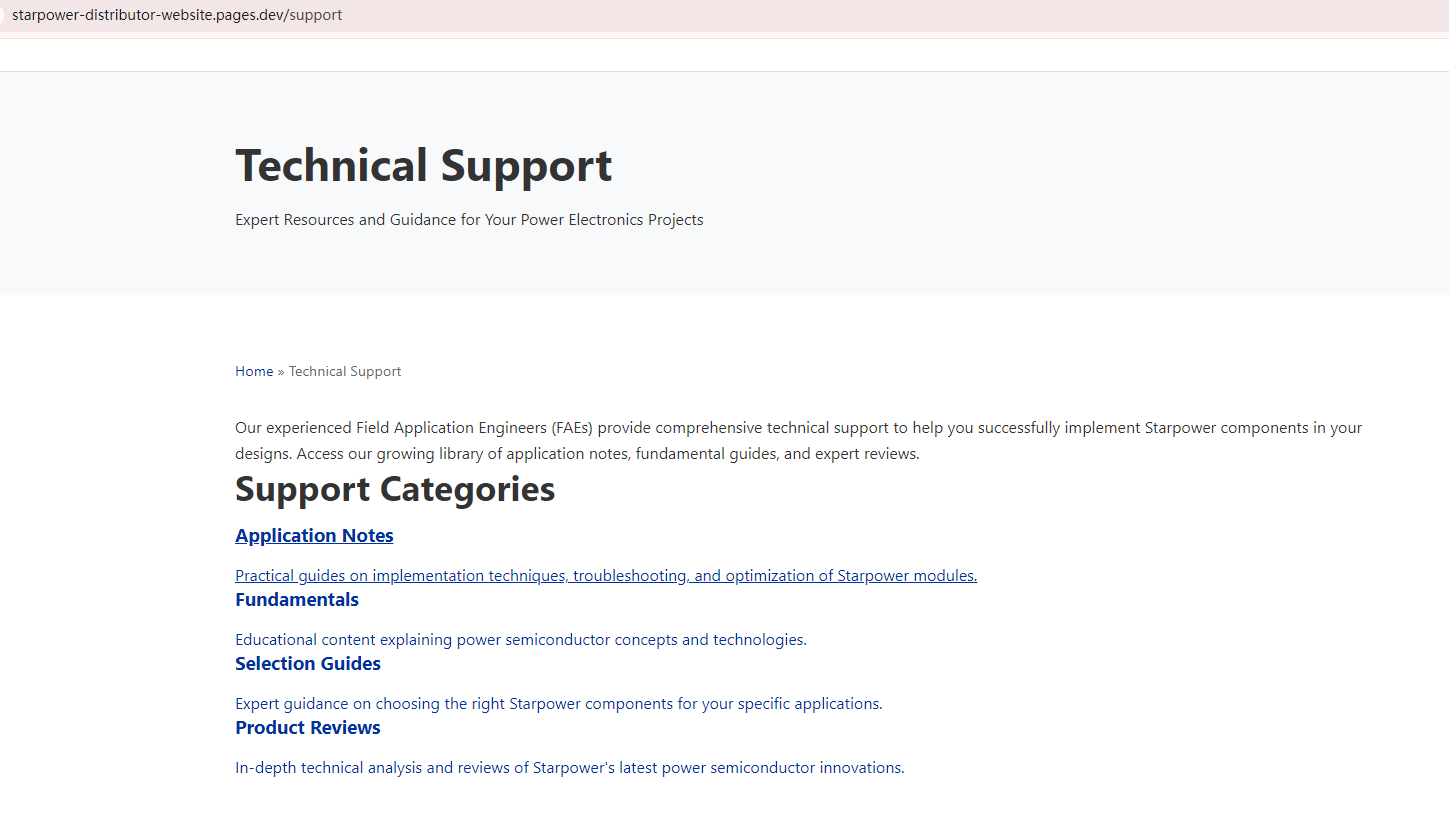 starpower-distributor-website.pages.dev/support
Technical Support
Expert Resources and Guidance for Your Power Electronics Projects
Home » Technical Support
Our experienced Field Application Engineers (FAEs) provide comprehensive technical support to help you successfully implement Starpower components in your
designs. Access our growing library of application notes, fundamental guides, and expert reviews.
Support Categories
Application Notes
Practical guides on implementation techniques, troubleshooting, and optimization of Starpower modules.
Fundamentals
Educational content explaining power semiconductor concepts and technologies.
Selection Guides
Expert guidance on choosing the right Starpower components for your specific applications.
Product Reviews
In-depth technical analysis and reviews of Starpower's latest power semiconductor innovations.